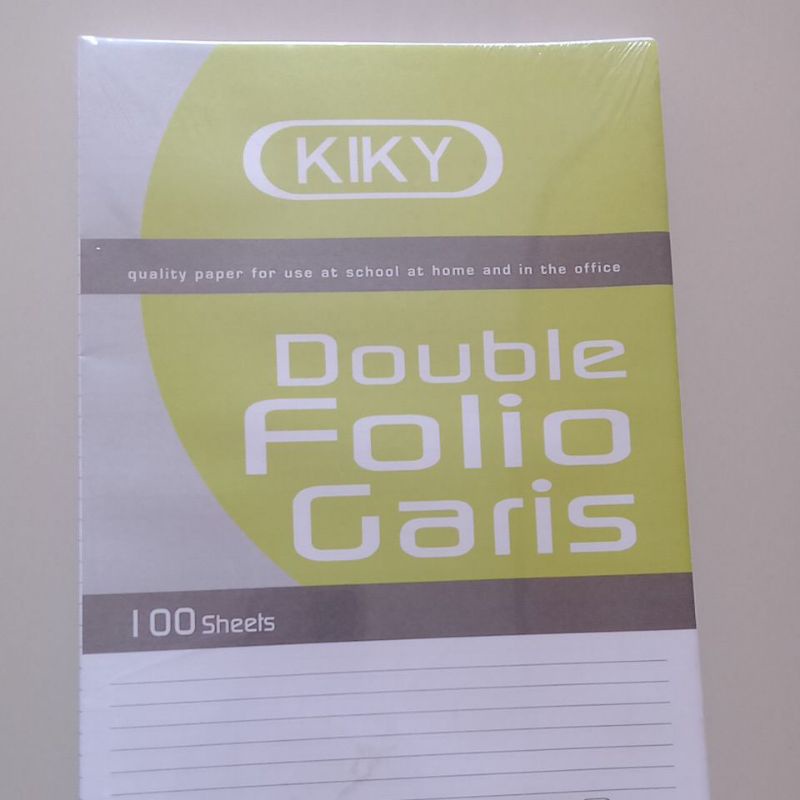 KIKY
quality paper for use at school at home and in the office
Double
Folio
Garis
100 Sheets